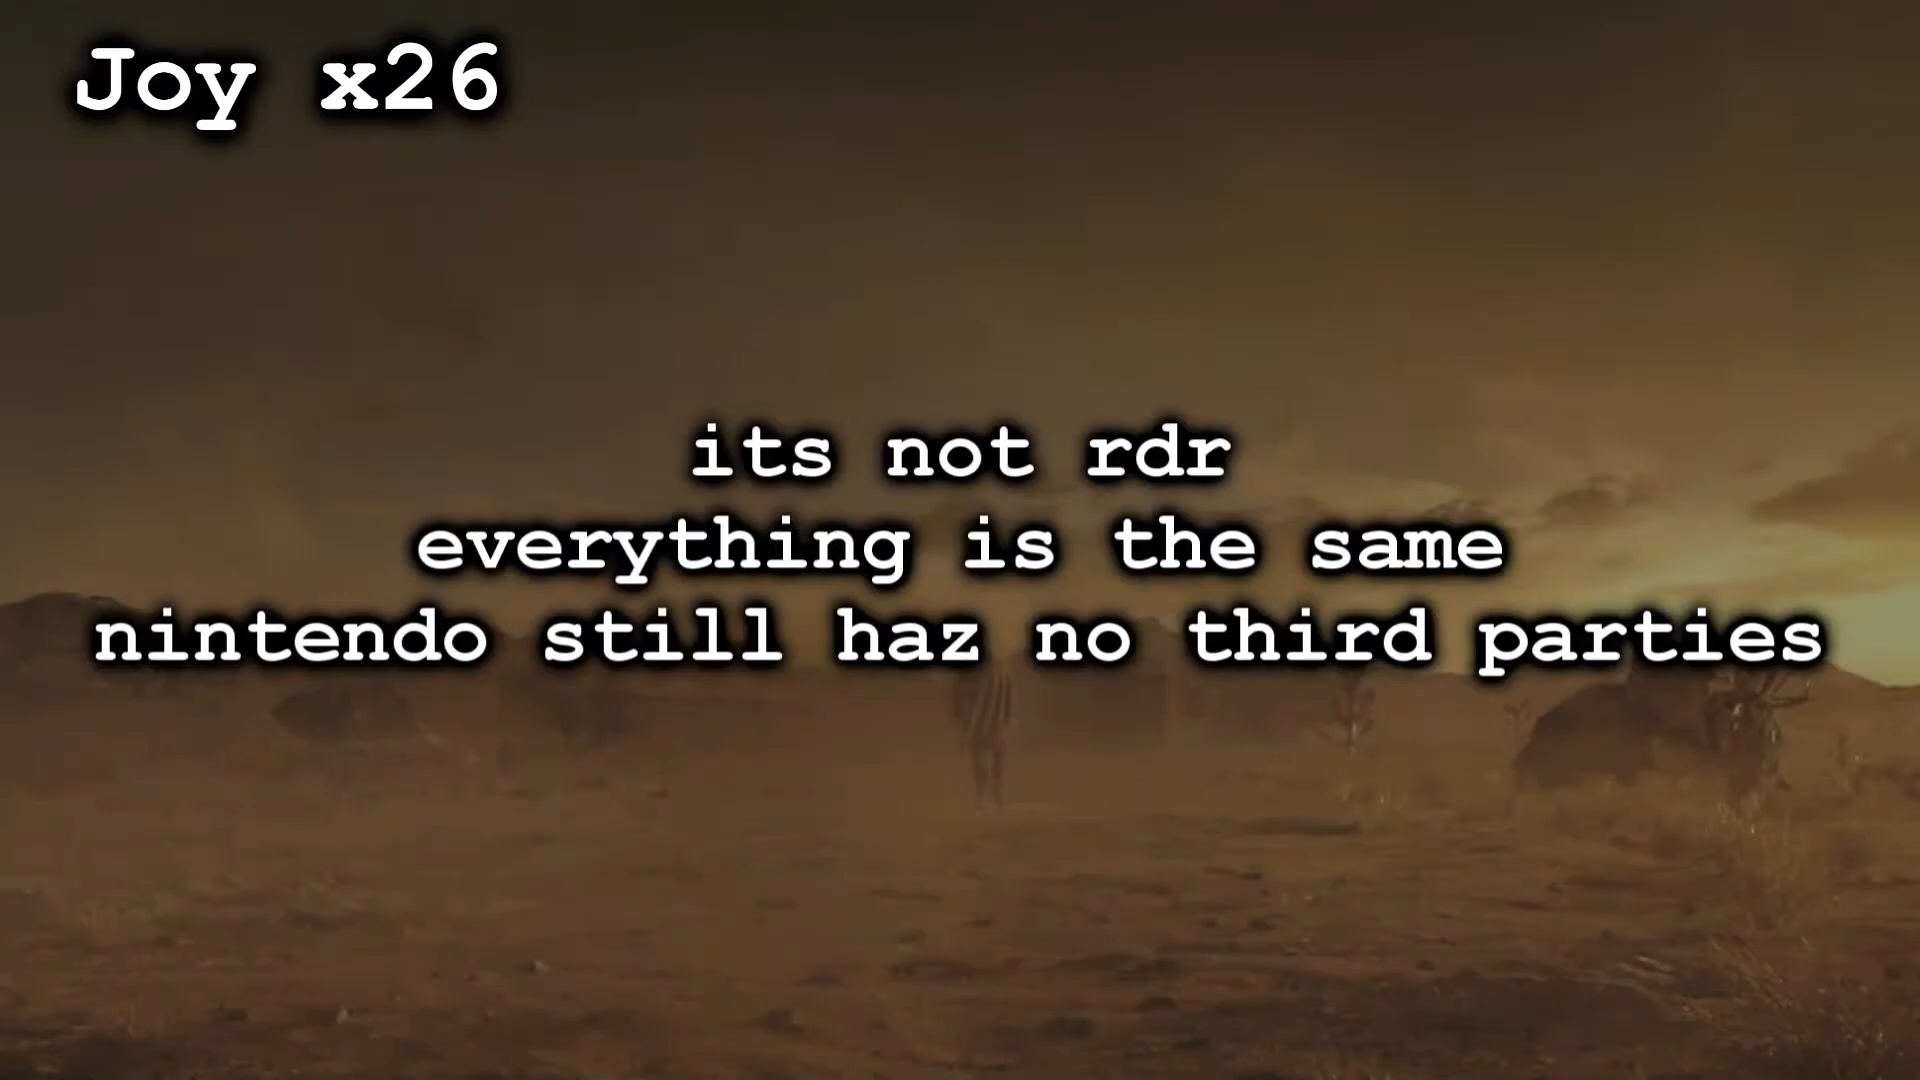 Joy x26
its not rdr
everything is the same
nintendo still haz no third parties